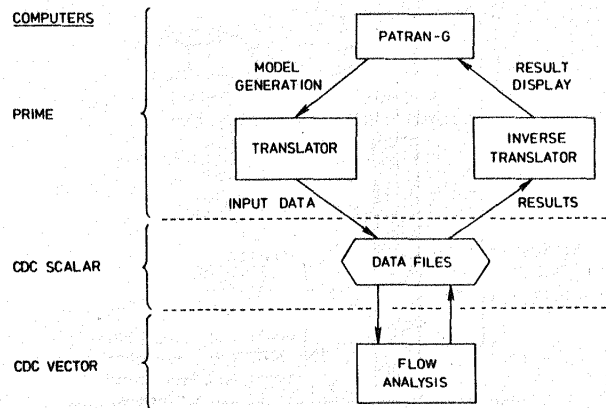 COMPUTERS
PATRAN-G
MODEL
GENERATION
RESULT
DISPLAY
PRIME
TRANSLATOR
INVERSE
TRANSLATOR
INPUT DATA
RESULTS
CDC SCALAR
DATA FILES
CDC VECTOR
FLOW
ANALYSIS